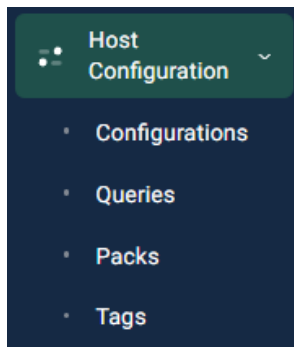 Host
Configuration
Configurations
Queries
Packs
Tags